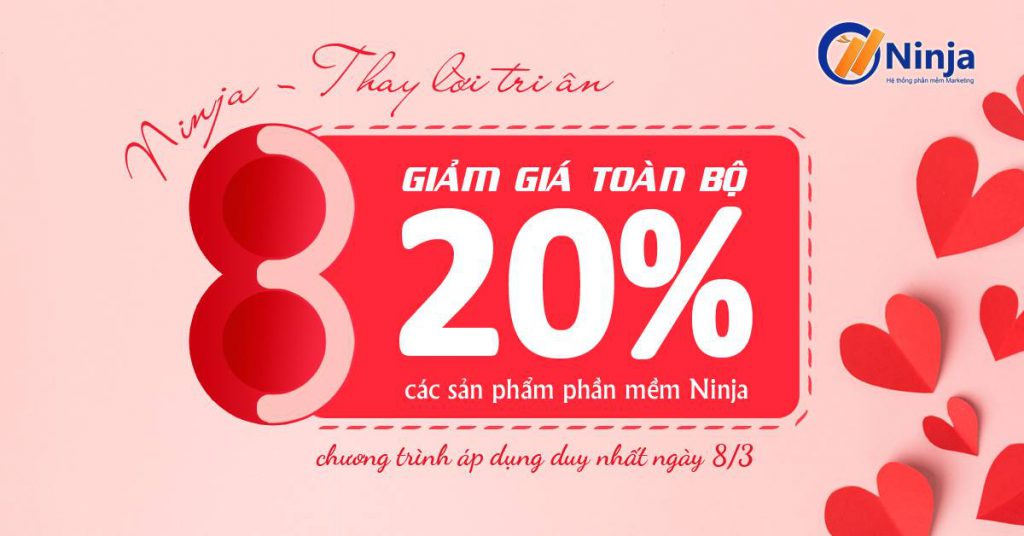 Ninja - Thay lời tri ân
Ninja
Hệ thống phần mềm Marketing
8
GIẢM GIÁ TOÀN BỘ
20%
các sản phẩm phần mềm Ninja
chương trình áp dụng duy nhất ngày 8/3